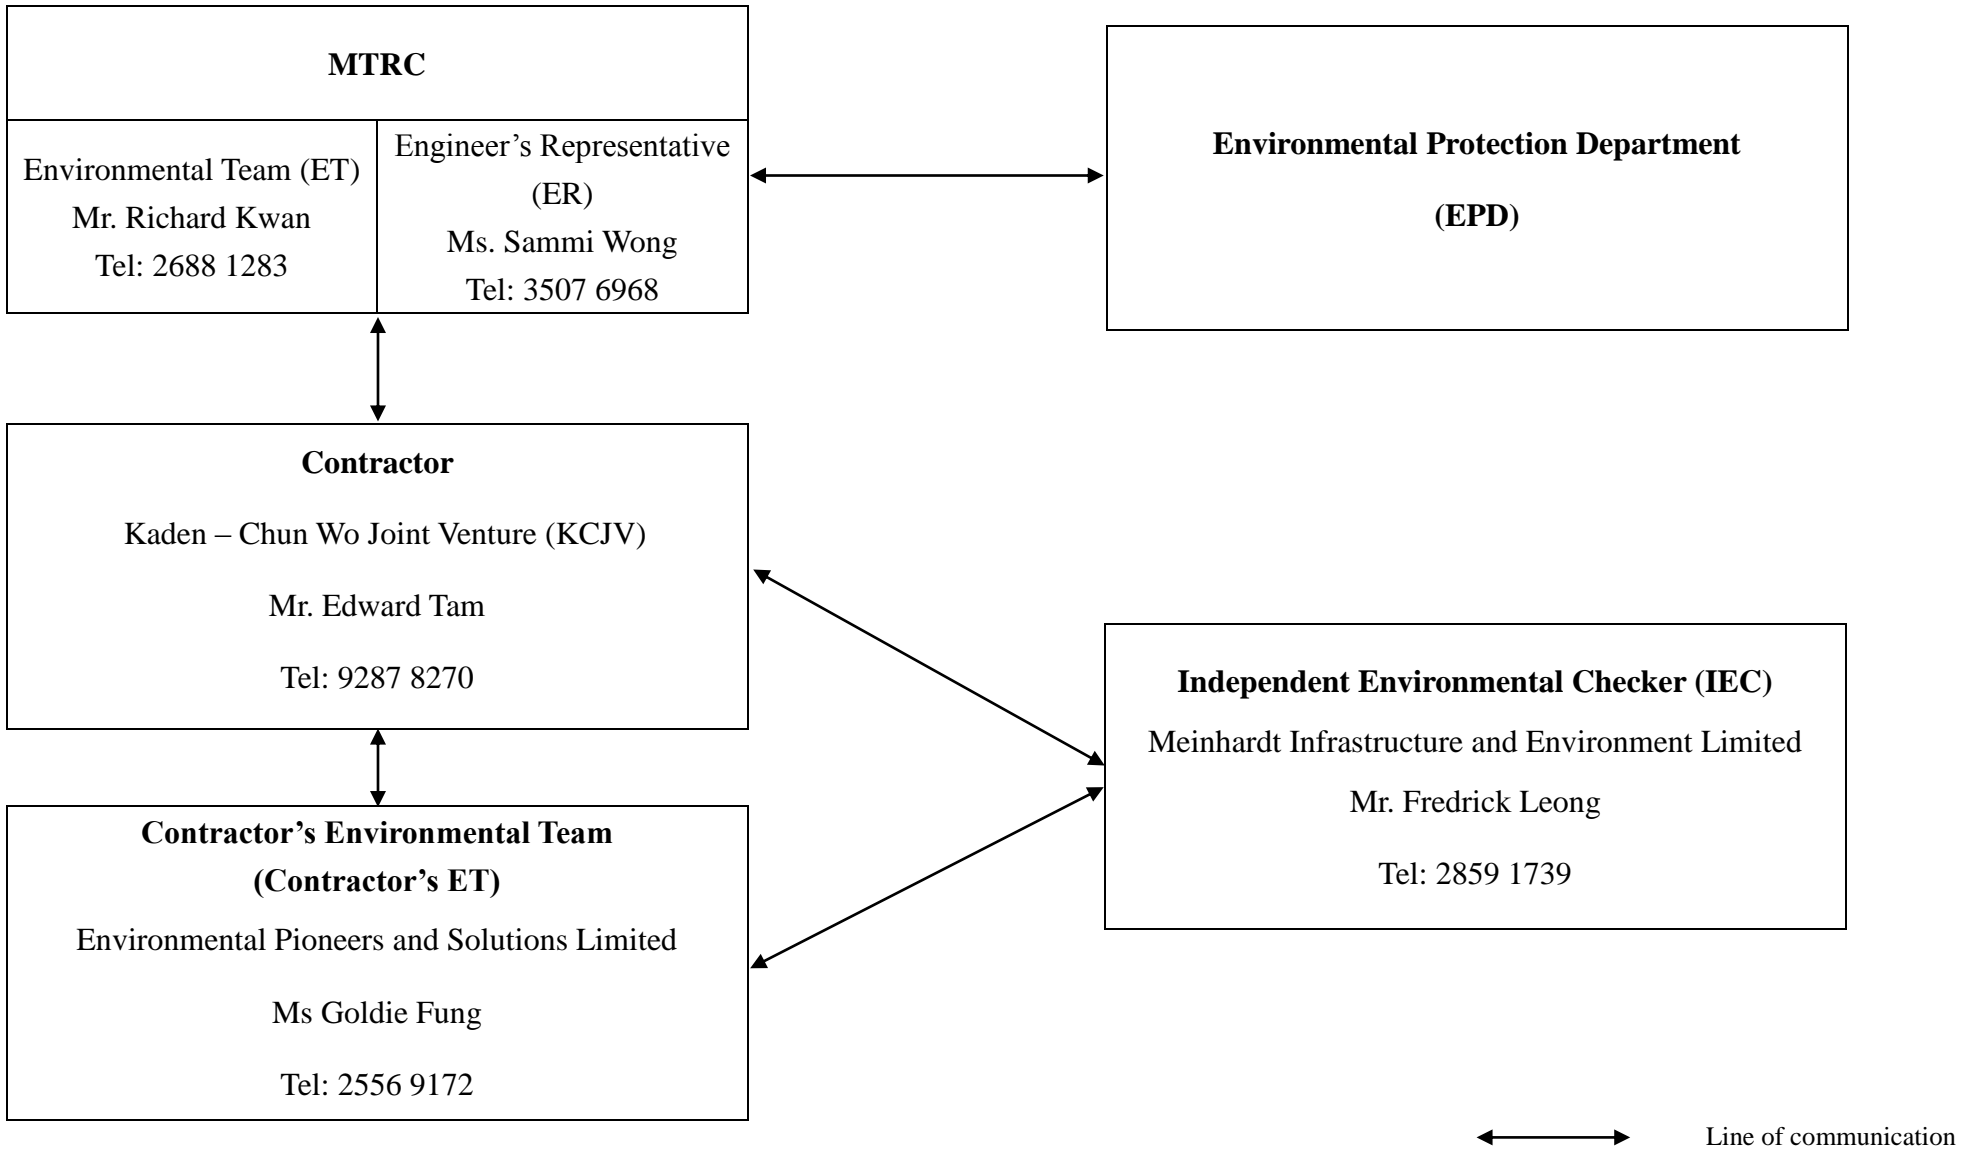 MTRC
Environmental Team (ET)
Mr. Richard Kwan
Tel: 2688 1283
Engineer’s Representative
(ER)
Ms. Sammi Wong
Tel: 3507 6968
Environmental Protection Department
(EPD)
Contractor
Kaden – Chun Wo Joint Venture (KCJV)
Mr. Edward Tam
Tel: 9287 8270
Independent Environmental Checker (IEC)
Meinhardt Infrastructure and Environment Limited
Mr. Fredrick Leong
Tel: 2859 1739
Contractor’s Environmental Team
(Contractor’s ET)
Environmental Pioneers and Solutions Limited
Ms Goldie Fung
Tel: 2556 9172
Line of communication